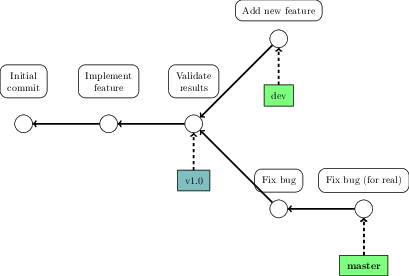 Add new feature
Initial
commit
Implement
feature
Validate
results
dev
v1.0
Fix bug
Fix bug (for real)
master